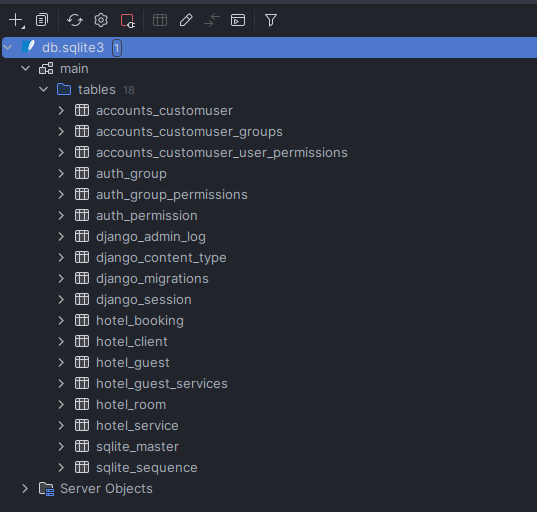 db.sqlite3 1
main
tables 18
accounts_customuser
accounts_customuser_groups
accounts_customuser_user_permissions
auth_group
auth_group_permissions
auth_permission
django_admin_log
django_content_type
django_migrations
django_session
hotel_booking
hotel_client
hotel_guest
hotel_guest_services
hotel_room
hotel_service
sqlite_master
sqlite_sequence
Server Objects